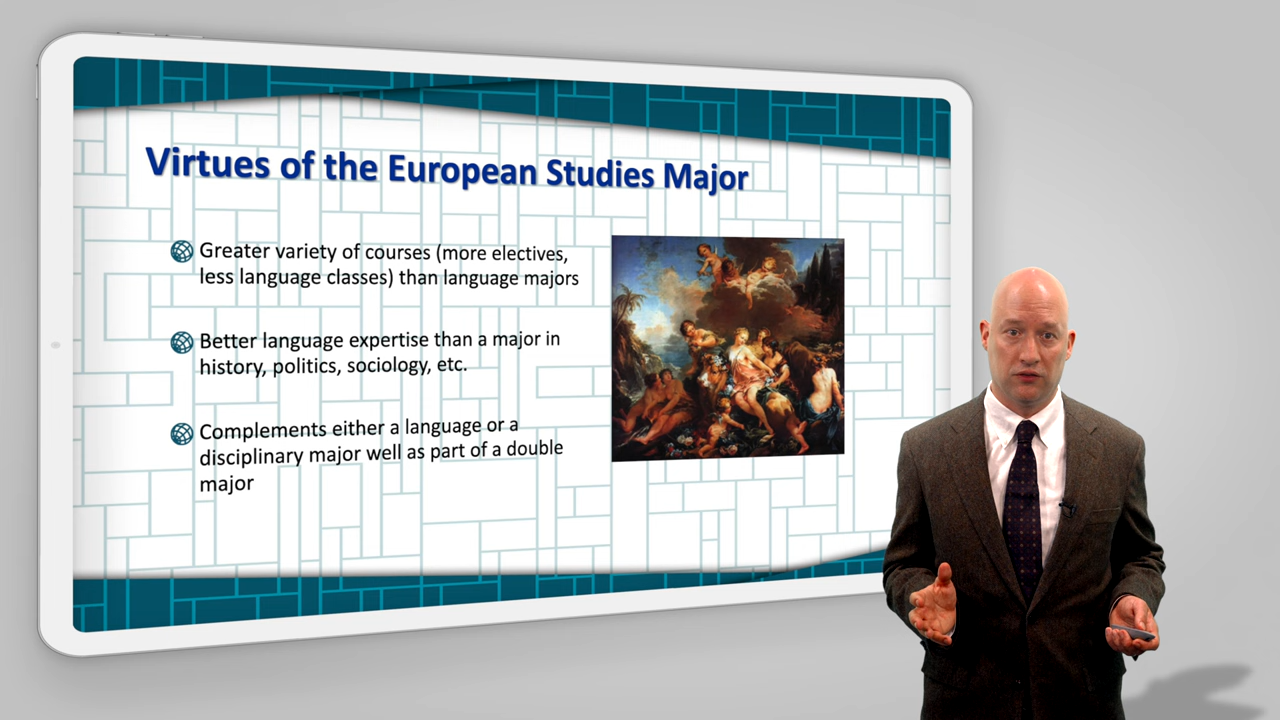 Virtues of the European Studies Major
Greater variety of courses (more electives,
less language classes) than language majors
Better language expertise than a major in
history, politics, sociology, etc.
Complements either a language or a
disciplinary major well as part of a double
major